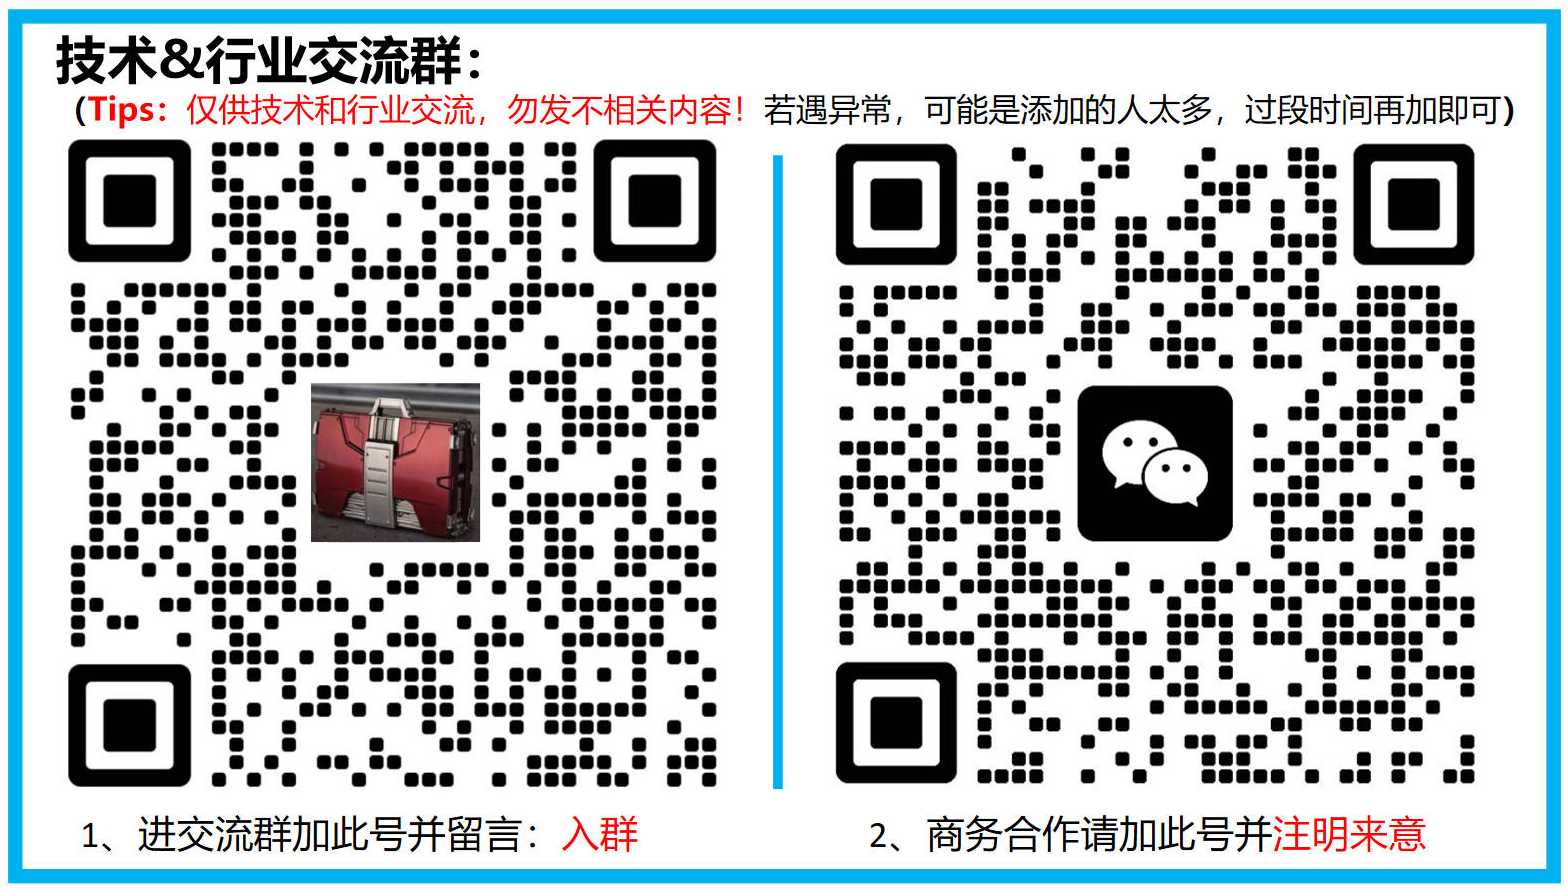 技术&行业交流群：
（Tips：仅供技术和行业交流，勿发不相关内容！若遇异常，可能是添加的人太多，过段时间再加即可）
1、进交流群加此号并留言：入群
2、商务合作请加此号并注明来意